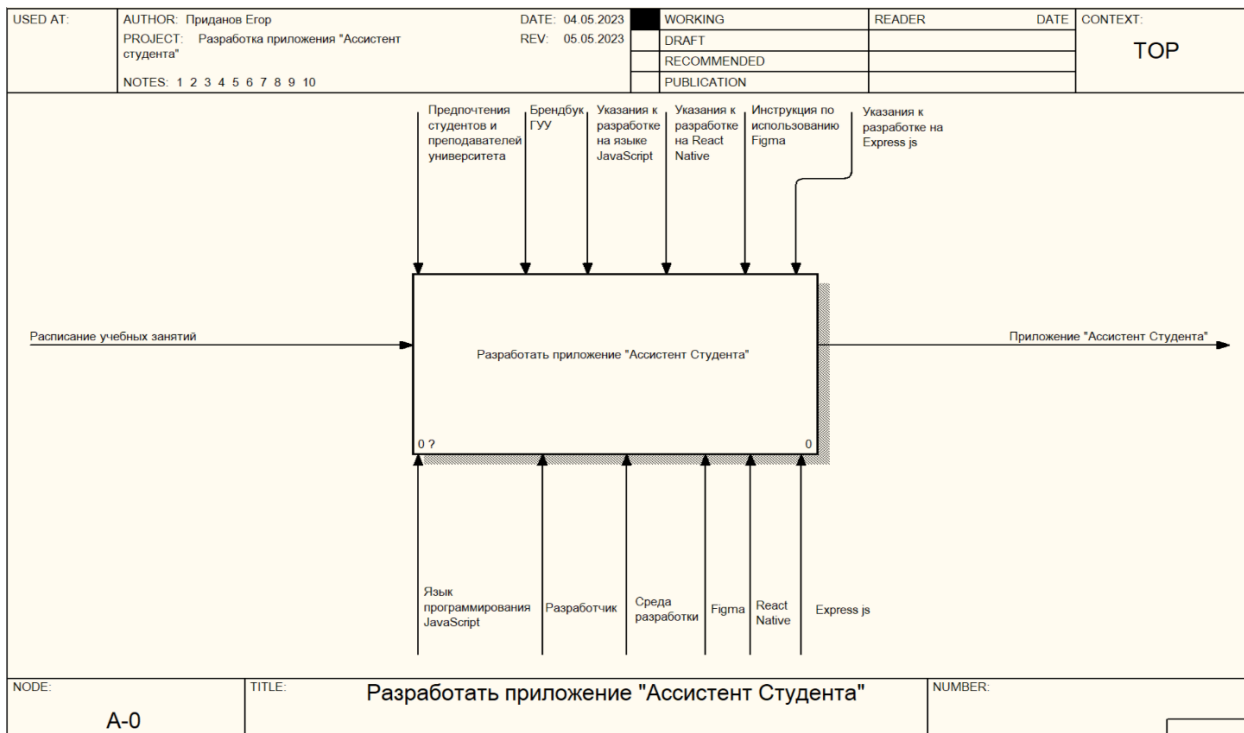 USED AT:
AUTHOR: Приданов Егор
DATE: 04.05.2023
PROJECT: Разработка приложения "Ассистент
студента"
REV: 05.05.2023
NOTES: 1 2 3 4 5 6 7 8 9 10
WORKING
DRAFT
RECOMMENDED
PUBLICATION
READER DATE
CONTEXT:
TOP
Предпочтения
студентов и
преподавателей
университета
Брендбук
ГУУ
Указания к
разработке
на языке
JavaScript
Указания к
разработке
на React
Native
Инструкция по
использованию
Figma
Указания к
разработке на
Express js
Расписание учебных занятий
Разработать приложение "Ассистент Студента"
0 ?
0
Приложение "Ассистент Студента"
Язык
программирования
JavaScript
Разработчик
Среда
разработки
Figma
React
Native
Express js
NODE:
A-0
TITLE:
Разработать приложение "Ассистент Студента"
NUMBER: